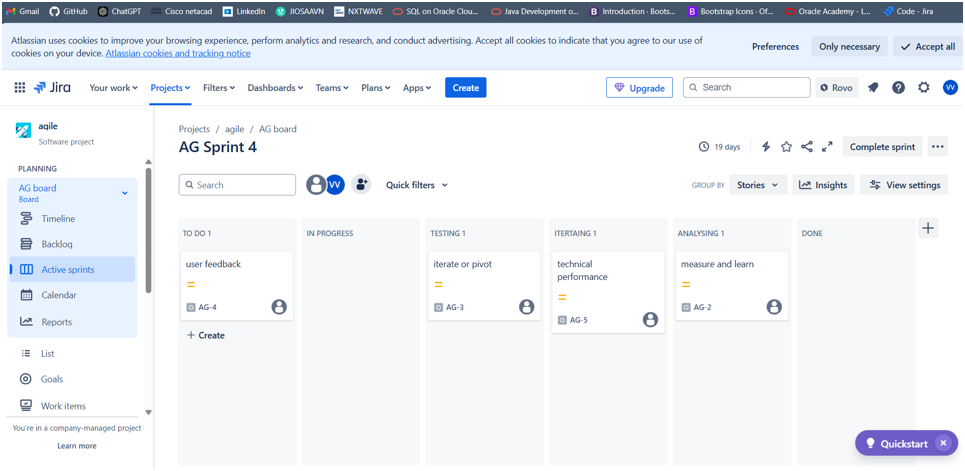 Gmail GitHub ChatGPT Cisco netacad LinkedIn JIOSAAVN NXTWAVE SQL on Oracle Clou... Java Development o... Introduction · Boots... Bootstrap Icons · Of... Oracle Academy - L... Code - Jira
Atlassian uses cookies to improve your browsing experience, perform analytics and research, and conduct advertising. Accept all cookies to indicate that you agree to our use of
cookies on your device. Atlassian cookies and tracking notice
Preferences Only necessary Accept all
Jira Your work Projects Filters Dashboards Teams Plans Apps Create Upgrade Search Rovo VV
agile
Software project
Projects / agile / AG board
AG Sprint 4
19 days Complete sprint
PLANNING
AG board
Board
Timeline
Backlog
Active sprints
Calendar
Reports
List
Goals
Work items
You're in a company-managed project
Learn more
Search VV Quick filters GROUP BY Stories Insights View settings
TO DO 1 IN PROGRESS TESTING 1 ITERTAING 1 ANALYSING 1 DONE
user feedback
AG-4
Create
iterate or pivot
AG-3
technical
performance
AG-5
measure and learn
AG-2
Quickstart